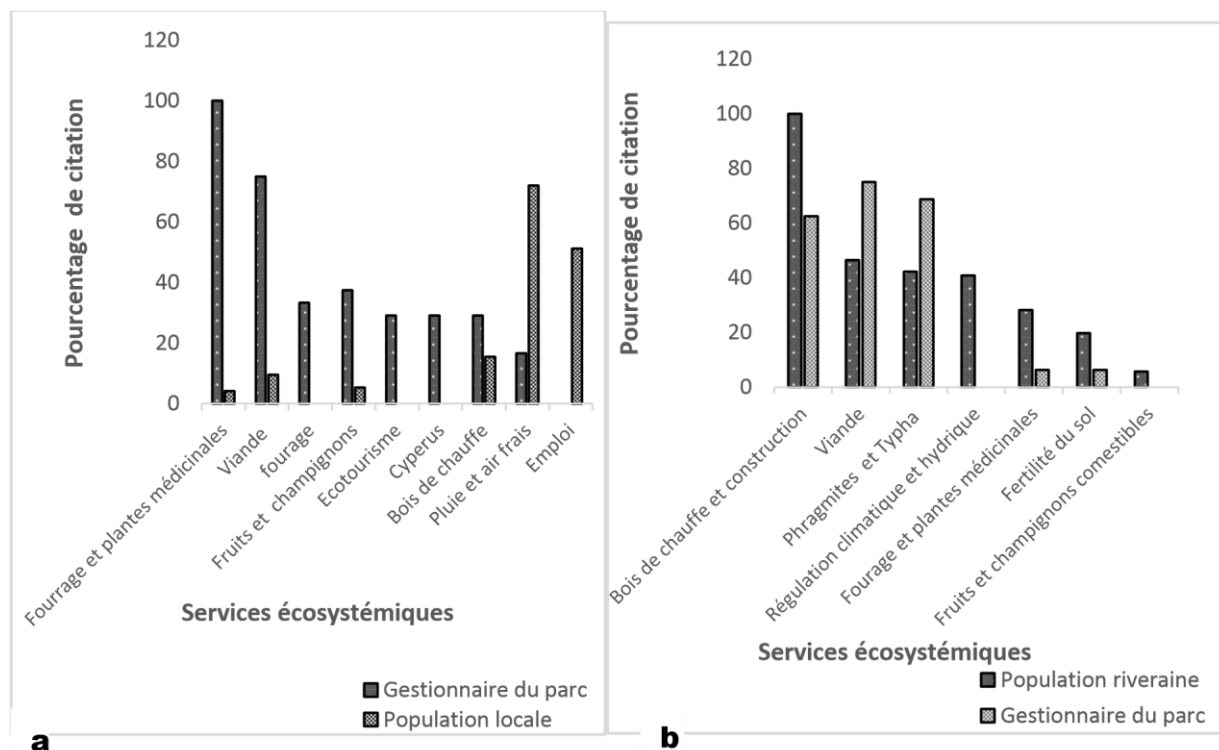 120
100
80
60
40
20
0
Pourcentage de citation
Fourrage et plantes médicinales
Viande
fourage
Fruits et champignons
Ecotourisme
Cyperus
Bois de chauffe
Pluie et air frais
Emploi
Services écosystémiques
Gestionnaire du parc
Population locale
a
120
100
80
60
40
20
0
Pourcentage de citation
Bois de chauffe et construction
Viande
Phragmites et Typha
Régulation climatique et hydrique
Fourage et plantes médicinales
Fertilité du sol
Fruits et champignons comestibles
Services écosystémiques
Population riveraine
Gestionnaire du parc
b